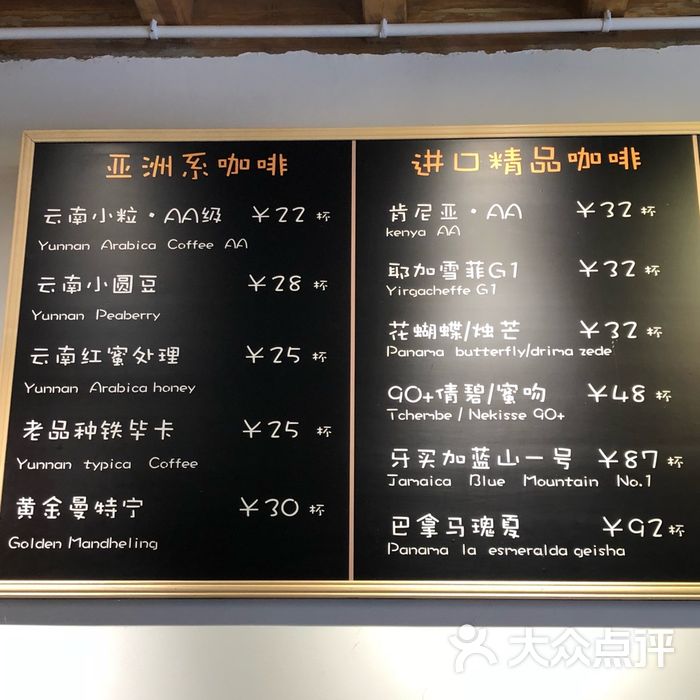 亚洲系咖啡
云南小粒·AA级 ￥22 杯
Yunnan Arabica Coffee AA
云南小圆豆 ￥28 杯
Yunnan Peaberry
云南红蜜处理 ￥25 杯
Yunnan Arabica honey
老品种铁毕卡 ￥25 杯
Yunnan typica Coffee
黄金曼特宁 ￥30 杯
Golden Mandheling
进口精品咖啡
肯尼亚·AA ￥32 杯
kenya AA
耶加雪菲G1 ￥32 杯
Yirgacheffe G1
花蝴蝶/烛芒 ￥32 杯
Panama butterfly/drima zede
90+倩碧/蜜吻 ￥48 杯
Tchembe / Nekisse 90+
牙买加蓝山一号 ￥87 杯
Jamaica Blue Mountain No.1
巴拿马瑰夏 ￥92 杯
Panama la esmeralda geisha
大众点评